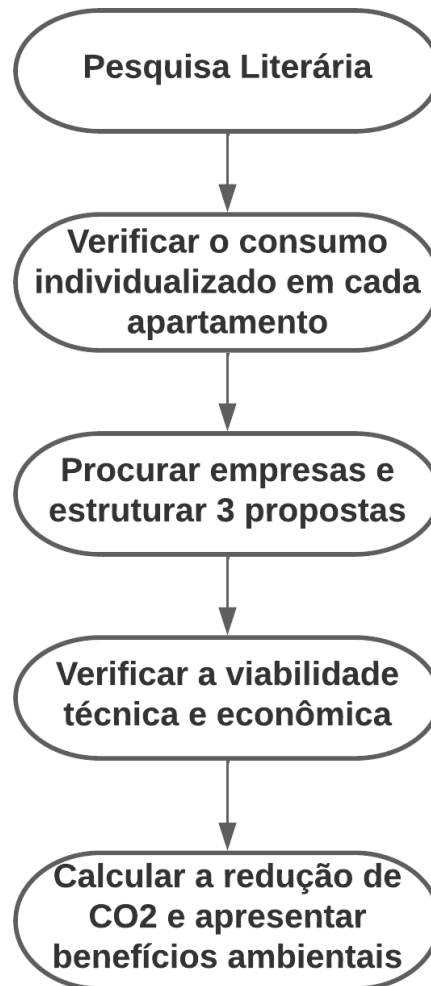 Pesquisa Literária
Verificar o consumo
individualizado em cada
apartamento
Procurar empresas e
estruturar 3 propostas
Verificar a viabilidade
técnica e econômica
Calcular a redução de
CO2 e apresentar
benefícios ambientais